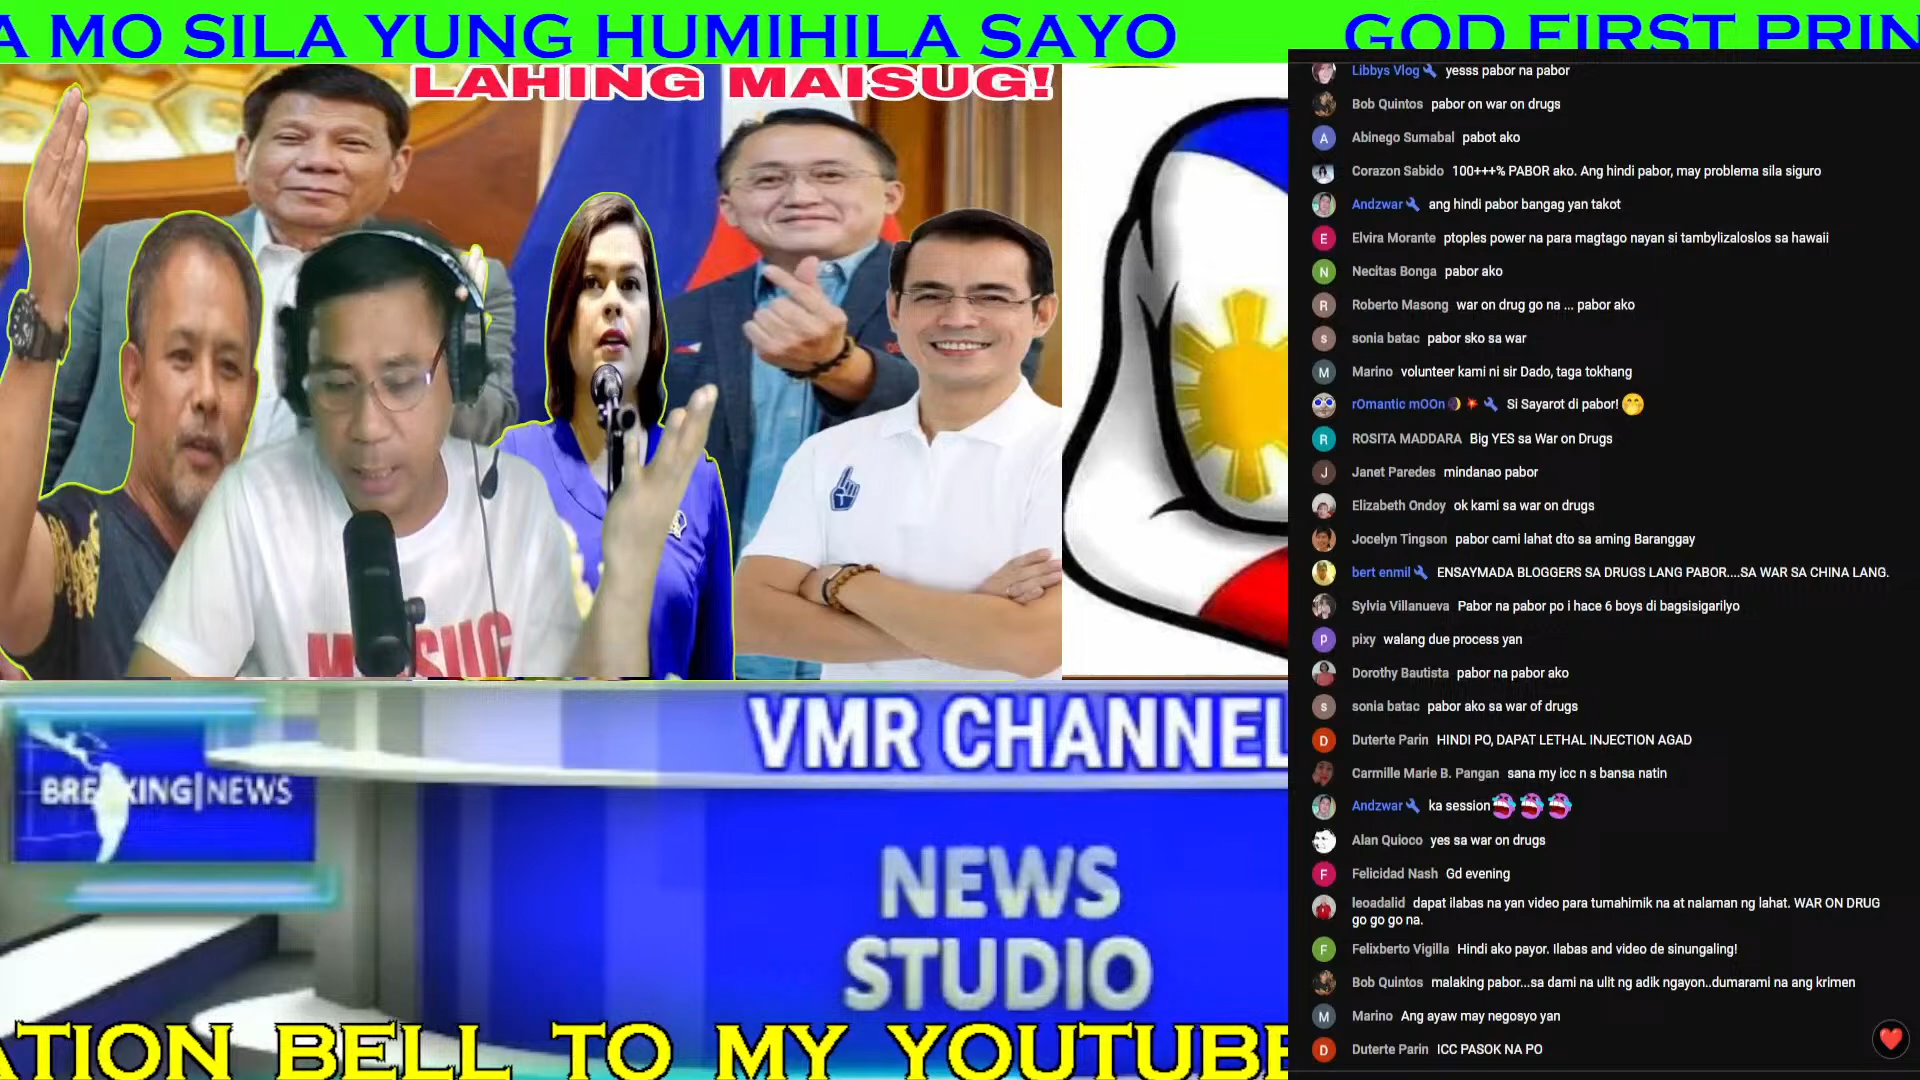 A MO SILA YUNG HUMIHILA SAYO GOD FIRST PRIN
LAHING MAISUG!
BREAKING|NEWS
VMR CHANNEL
NEWS
STUDIO
ATION BELL TO MY YOUTUBE
Libbys Vlog yesss pabor na pabor
Bob Quintos pabor on war on drugs
A Abinego Sumabal pabot ako
Corazon Sabido 100+++% PABOR ako. Ang hindi pabor, may problema sila siguro
Andzwar ang hindi pabor bangag yan takot
E Elvira Morante ptoples power na para magtago nayan si tambylizaloslos sa hawaii
N Necitas Bonga pabor ako
R Roberto Masong war on drug go na ... pabor ako
s sonia batac pabor sko sa war
M Marino volunteer kami ni sir Dado, taga tokhang
rOmantic mOOn🌒💥 Si Sayarot di pabor!🤭
R ROSITA MADDARA Big YES sa War on Drugs
J Janet Paredes mindanao pabor
Elizabeth Ondoy ok kami sa war on drugs
Jocelyn Tingson pabor cami lahat dto sa aming Baranggay
bert enmil ENSAYMADA BLOGGERS SA DRUGS LANG PABOR....SA WAR SA CHINA LANG.
Sylvia Villanueva Pabor na pabor po i hace 6 boys di bagsisigarilyo
p pixy walang due process yan
Dorothy Bautista pabor na pabor ako
s sonia batac pabor ako sa war of drugs
D Duterte Parin HINDI PO, DAPAT LETHAL INJECTION AGAD
Carmille Marie B. Pangan sana my icc n s bansa natin
Andzwar ka session
Alan Quioco yes sa war on drugs
F Felicidad Nash Gd evening
leoadalid dapat ilabas na yan video para tumahimik na at nalaman ng lahat. WAR ON DRUG
go go go na.
F Felixberto Vigilla Hindi ako payor. Ilabas and video de sinungaling!
Bob Quintos malaking pabor...sa dami na ulit ng adik ngayon..dumarami na ang krimen
M Marino Ang ayaw may negosyo yan
D Duterte Parin ICC PASOK NA PO